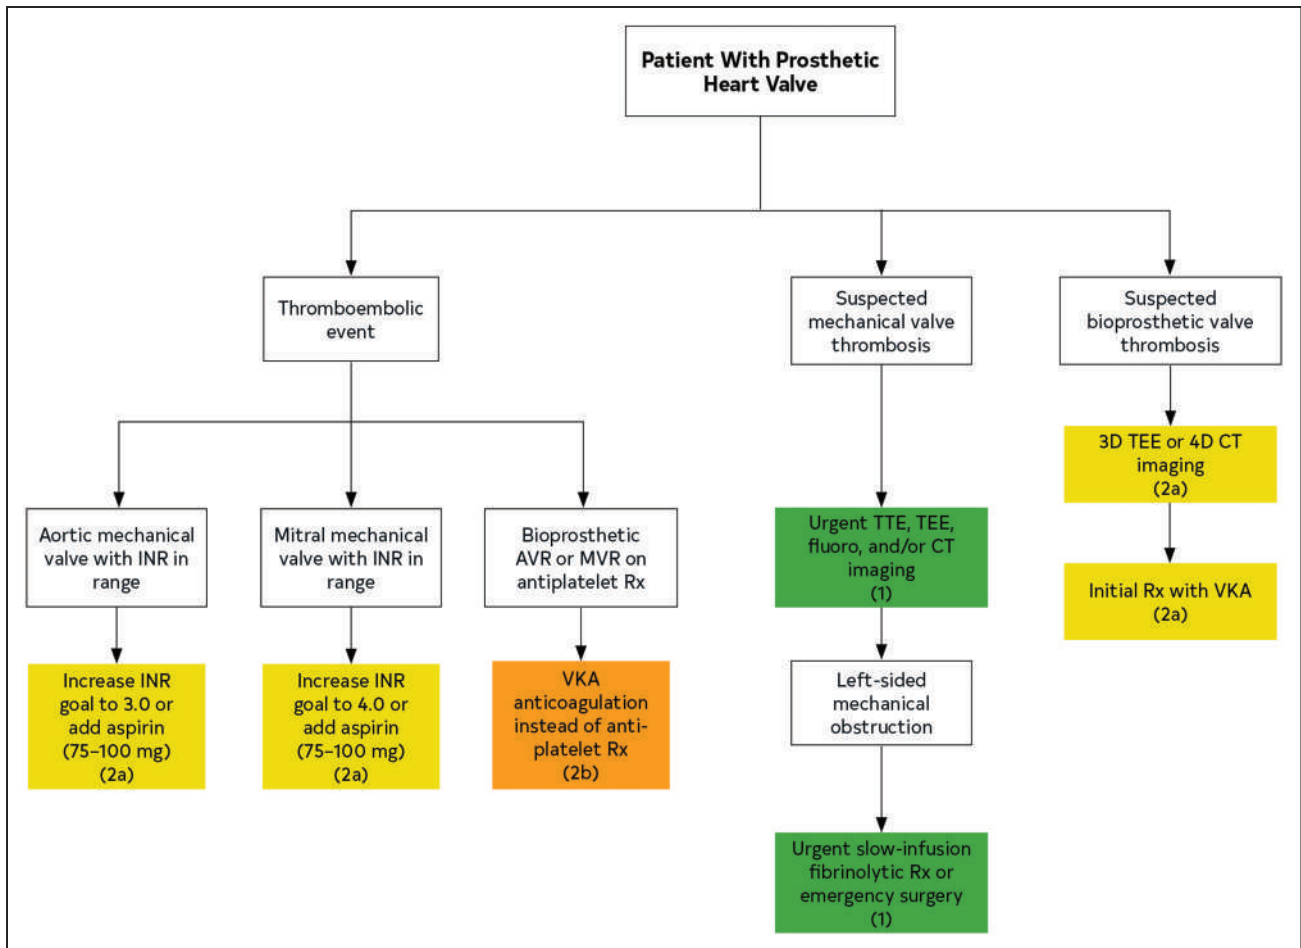 Patient With Prosthetic
Heart Valve
Thromboembolic
event
Suspected
mechanical valve
thrombosis
Suspected
bioprosthetic valve
thrombosis
Aortic mechanical
valve with INR in
range
Mitral mechanical
valve with INR in
range
Bioprosthetic
AVR or MVR on
antiplatelet Rx
Urgent TTE, TEE,
fluoro, and/or CT
imaging
(1)
3D TEE or 4D CT
imaging
(2a)
Initial Rx with VKA
(2a)
Increase INR
goal to 3.0 or
add aspirin
(75–100 mg)
(2a)
Increase INR
goal to 4.0 or
add aspirin
(75–100 mg)
(2a)
VKA
anticoagulation
instead of anti-
platelet Rx
(2b)
Left-sided
mechanical
obstruction
Urgent slow-infusion
fibrinolytic Rx or
emergency surgery
(1)